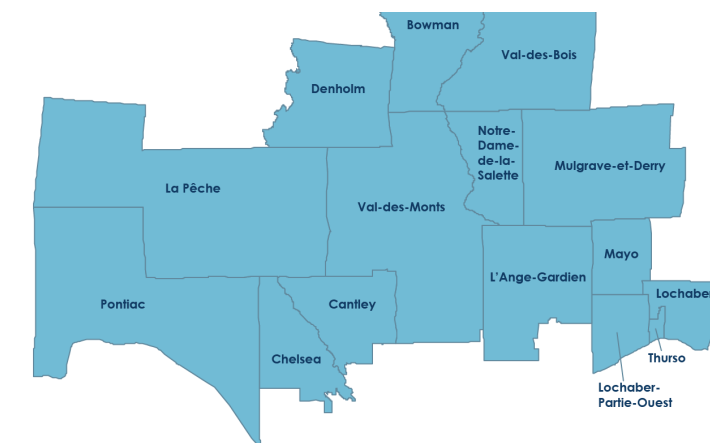 Bowman
Val-des-Bois
Denholm
Notre-
Dame-
de-la-
Salette
Mulgrave-et-Derry
La Pêche
Val-des-Monts
Mayo
L'Ange-Gardien
Lochaber
Pontiac
Cantley
Chelsea
Thurso
Lochaber-
Partie-Ouest